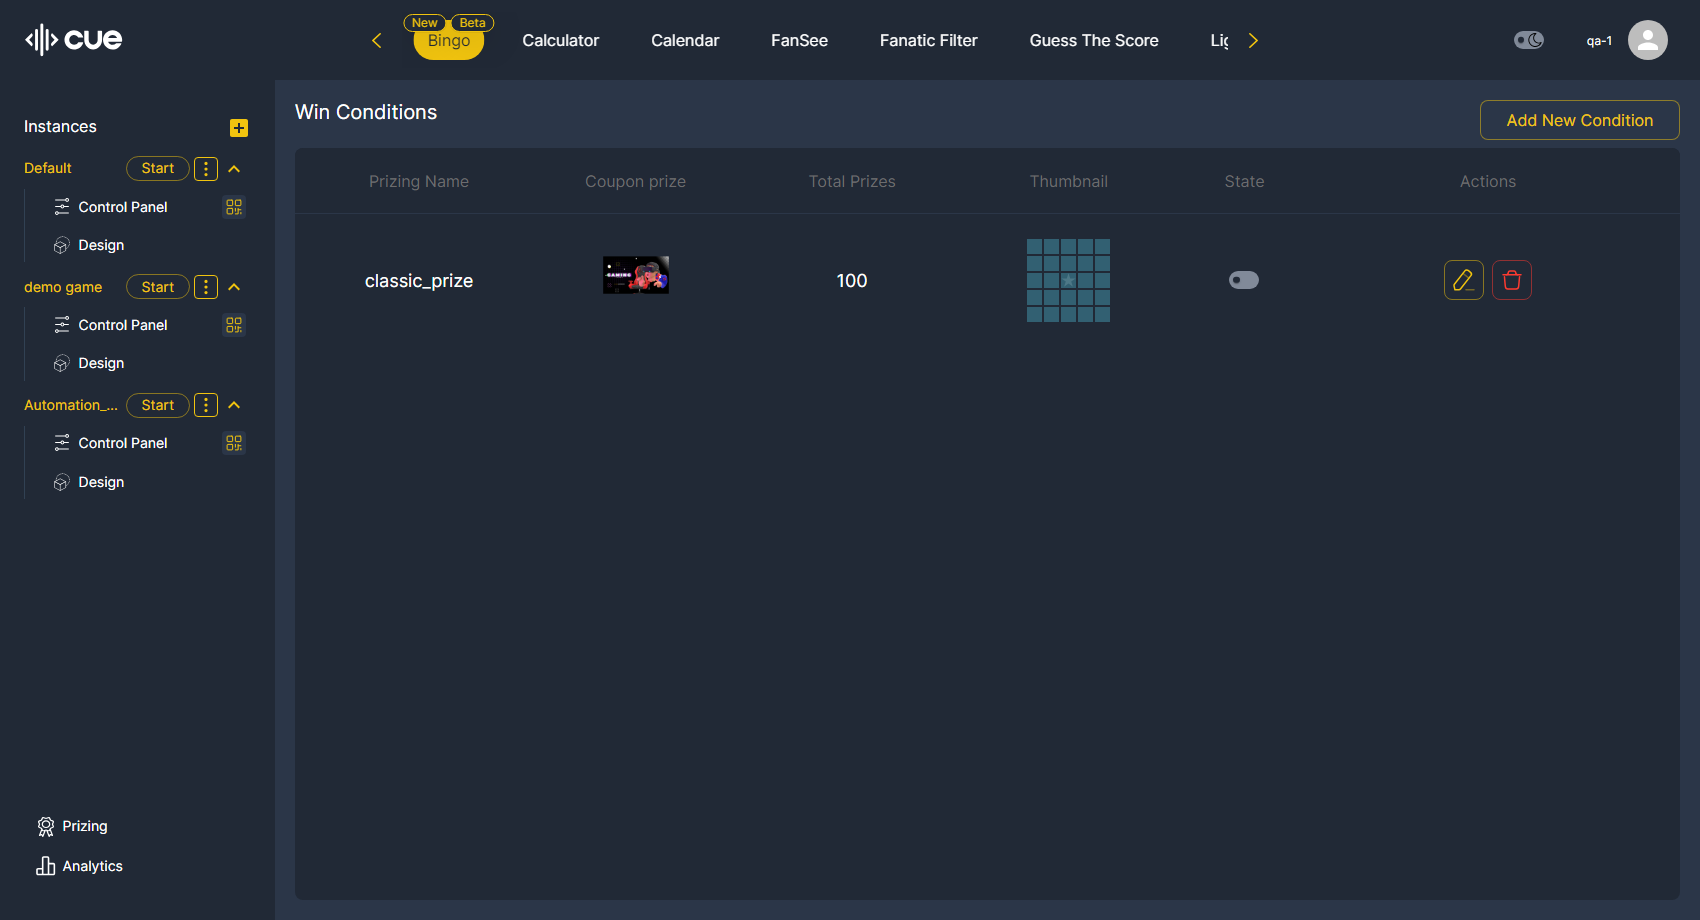 cue
New Beta
Bingo Calculator Calendar FanSee Fanatic Filter Guess The Score Lig
qa-1
Instances
Default Start
Control Panel
Design
demo game Start
Control Panel
Design
Automation_... Start
Control Panel
Design
Prizing
Analytics
Win Conditions
Add New Condition
Prizing Name Coupon prize Total Prizes Thumbnail State Actions
classic_prize GAMING 100